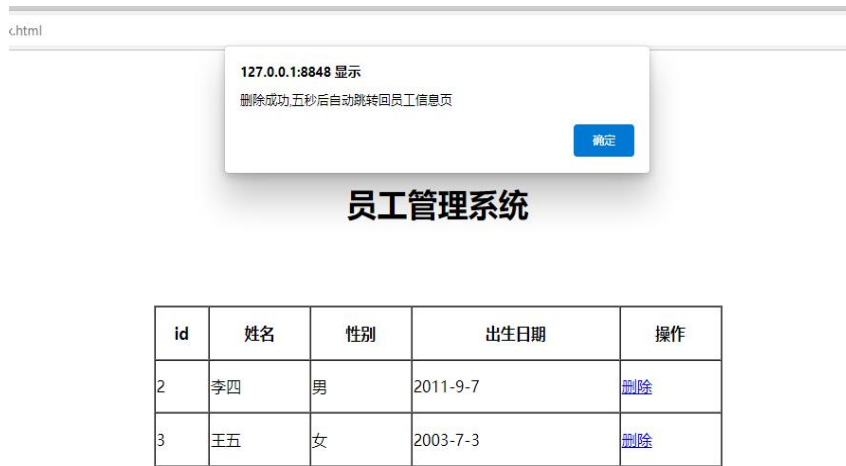 x.html
127.0.0.1:8848 显示
删除成功,五秒后自动跳转回员工信息页
确定
员工管理系统
id 姓名 性别 出生日期 操作
2 李四 男 2011-9-7 删除
3 王五 女 2003-7-3 删除